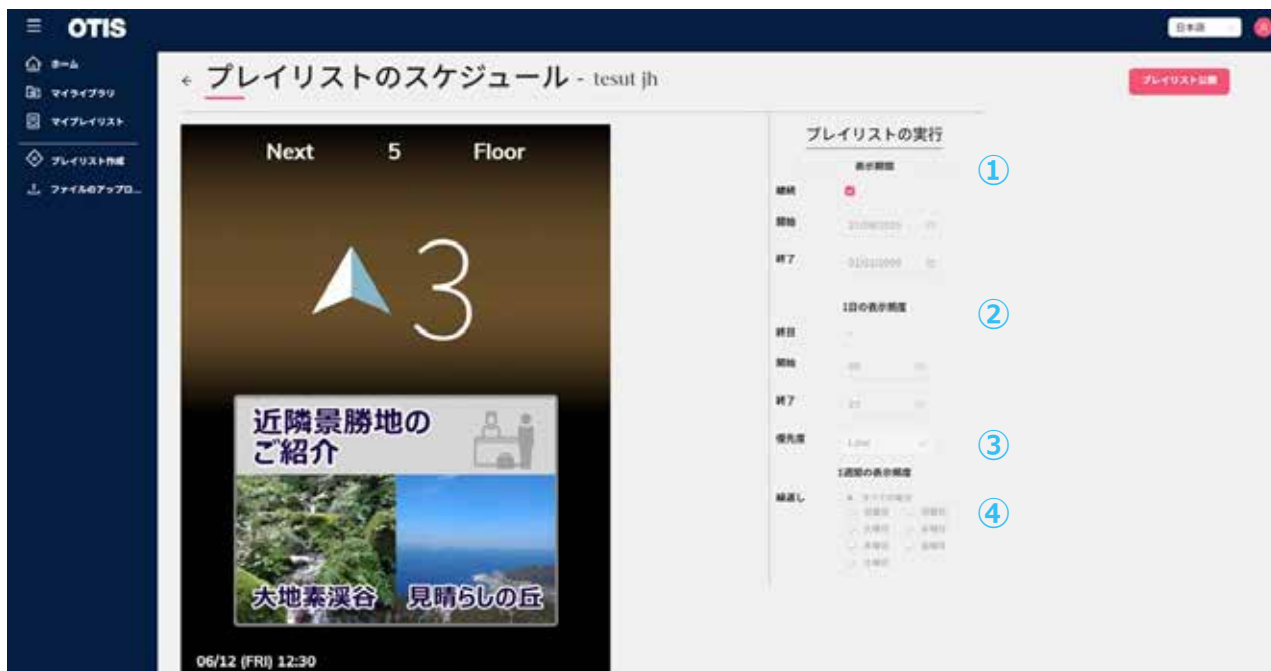 OTIS
日本語
ホーム
マイライブラリ
マイプレイリスト
プレイリスト作成
ファイルのアップロ...
← プレイリストのスケジュール - tesut jh
プレイリスト公開
Next 5 Floor
3
近隣景勝地の
ご紹介
大地素渓谷 見晴らしの丘
06/12 (FRI) 12:30
プレイリストの実行
表示期間 ①
継続
開始
終了
1日の表示頻度 ②
終日
開始
終了
優先度 Low ③
1週間の表示頻度
繰返し ④